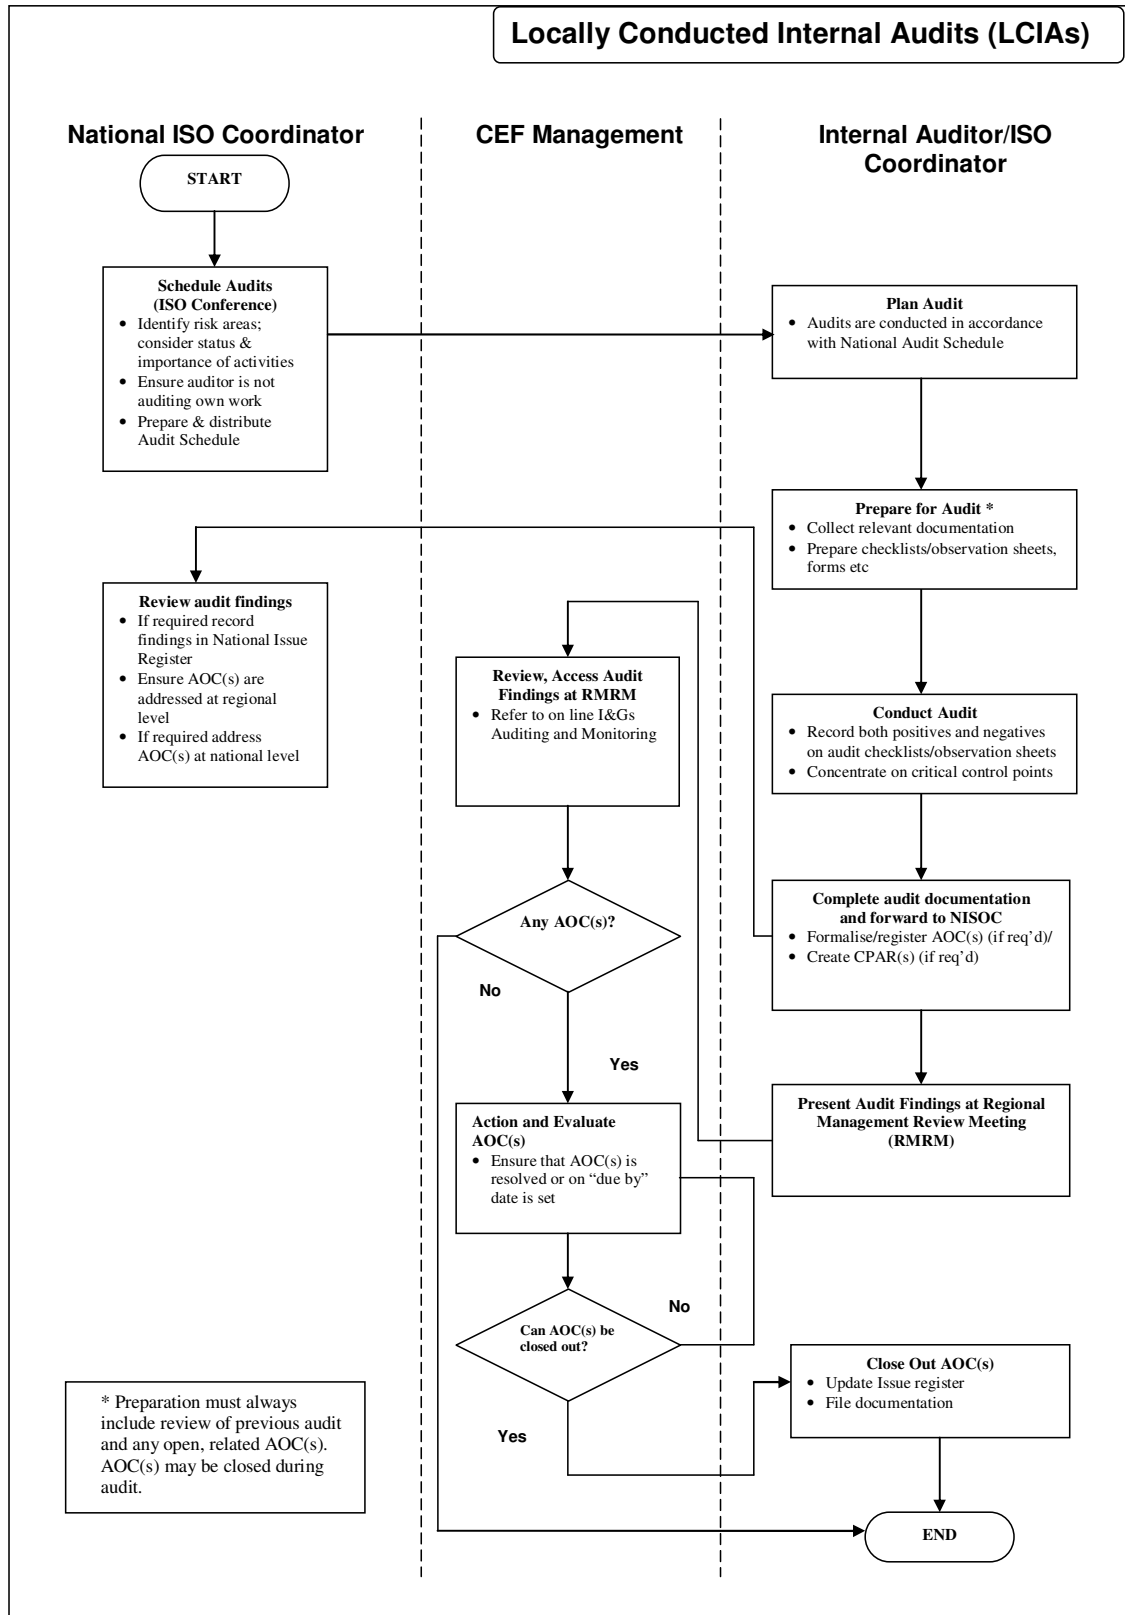 Locally Conducted Internal Audits (LCIAs)
National ISO Coordinator
CEF Management
Internal Auditor/ISO
Coordinator
START
Schedule Audits
(ISO Conference)
• Identify risk areas;
consider status &
importance of activities
• Ensure auditor is not
auditing own work
• Prepare & distribute
Audit Schedule
Plan Audit
• Audits are conducted in accordance
with National Audit Schedule
Prepare for Audit *
• Collect relevant documentation
• Prepare checklists/observation sheets,
forms etc
Review audit findings
• If required record
findings in National Issue
Register
• Ensure AOC(s) are
addressed at regional
level
• If required address
AOC(s) at national level
Review, Access Audit
Findings at RMRM
• Refer to on line I&Gs
Auditing and Monitoring
Conduct Audit
• Record both positives and negatives
on audit checklists/observation sheets
• Concentrate on critical control points
Any AOC(s)?
No
Yes
Complete audit documentation
and forward to NISOC
• Formalise/register AOC(s) (if req’d)/
• Create CPAR(s) (if req’d)
Present Audit Findings at Regional
Management Review Meeting
(RMRM)
Action and Evaluate
AOC(s)
• Ensure that AOC(s) is
resolved or on “due by”
date is set
Can AOC(s) be
closed out?
No
Yes
Close Out AOC(s)
• Update Issue register
• File documentation
* Preparation must always
include review of previous audit
and any open, related AOC(s).
AOC(s) may be closed during
audit.
END